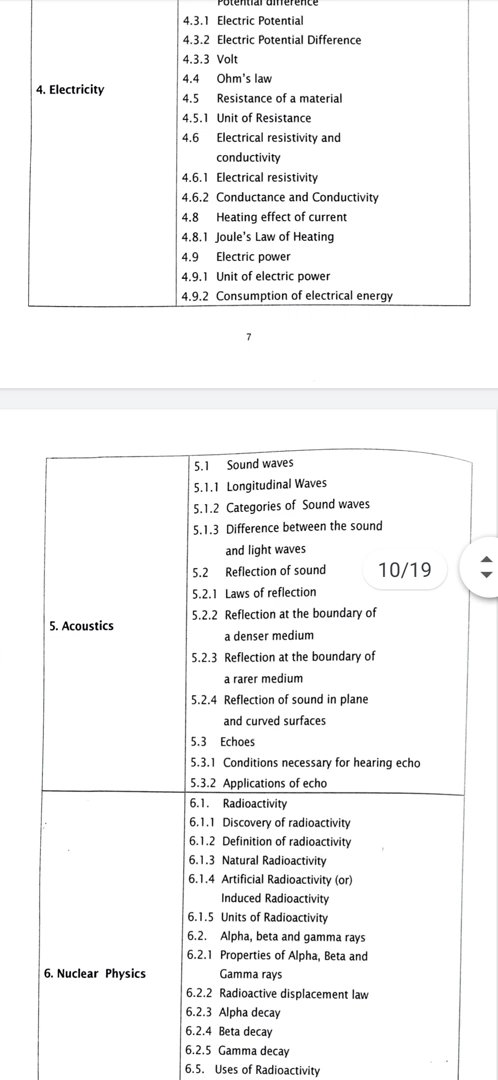 Potential difference
4.3.1 Electric Potential
4.3.2 Electric Potential Difference
4.3.3 Volt
4.4 Ohm's law
4. Electricity
4.5 Resistance of a material
4.5.1 Unit of Resistance
4.6 Electrical resistivity and
conductivity
4.6.1 Electrical resistivity
4.6.2 Conductance and Conductivity
4.8 Heating effect of current
4.8.1 Joule's Law of Heating
4.9 Electric power
4.9.1 Unit of electric power
4.9.2 Consumption of electrical energy
7
5.1 Sound waves
5.1.1 Longitudinal Waves
5.1.2 Categories of Sound waves
5.1.3 Difference between the sound
and light waves
5.2 Reflection of sound
10/19
5.2.1 Laws of reflection
5.2.2 Reflection at the boundary of
5. Acoustics
a denser medium
5.2.3 Reflection at the boundary of
a rarer medium
5.2.4 Reflection of sound in plane
and curved surfaces
5.3 Echoes
5.3.1 Conditions necessary for hearing echo
5.3.2 Applications of echo
6.1. Radioactivity
6.1.1 Discovery of radioactivity
6.1.2 Definition of radioactivity
6.1.3 Natural Radioactivity
6.1.4 Artificial Radioactivity (or)
Induced Radioactivity
6.1.5 Units of Radioactivity
6.2. Alpha, beta and gamma rays
6.2.1 Properties of Alpha, Beta and
6. Nuclear Physics
Gamma rays
6.2.2 Radioactive displacement law
6.2.3 Alpha decay
6.2.4 Beta decay
6.2.5 Gamma decay
6.5. Uses of Radioactivity